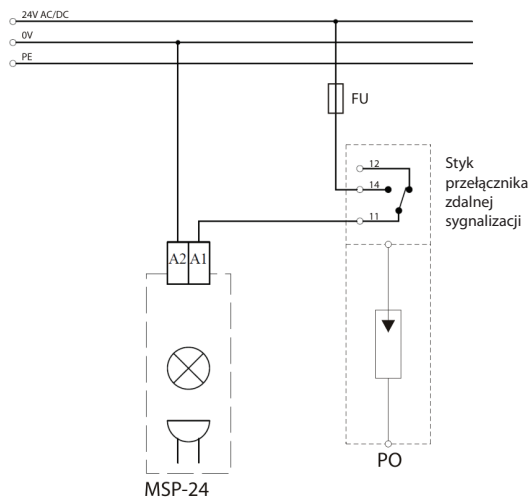 24V AC/DC
0V
PE
FU
12
14
11
Styk
przełącznika
zdalnej
sygnalizacji
A2 A1
PO
MSP-24